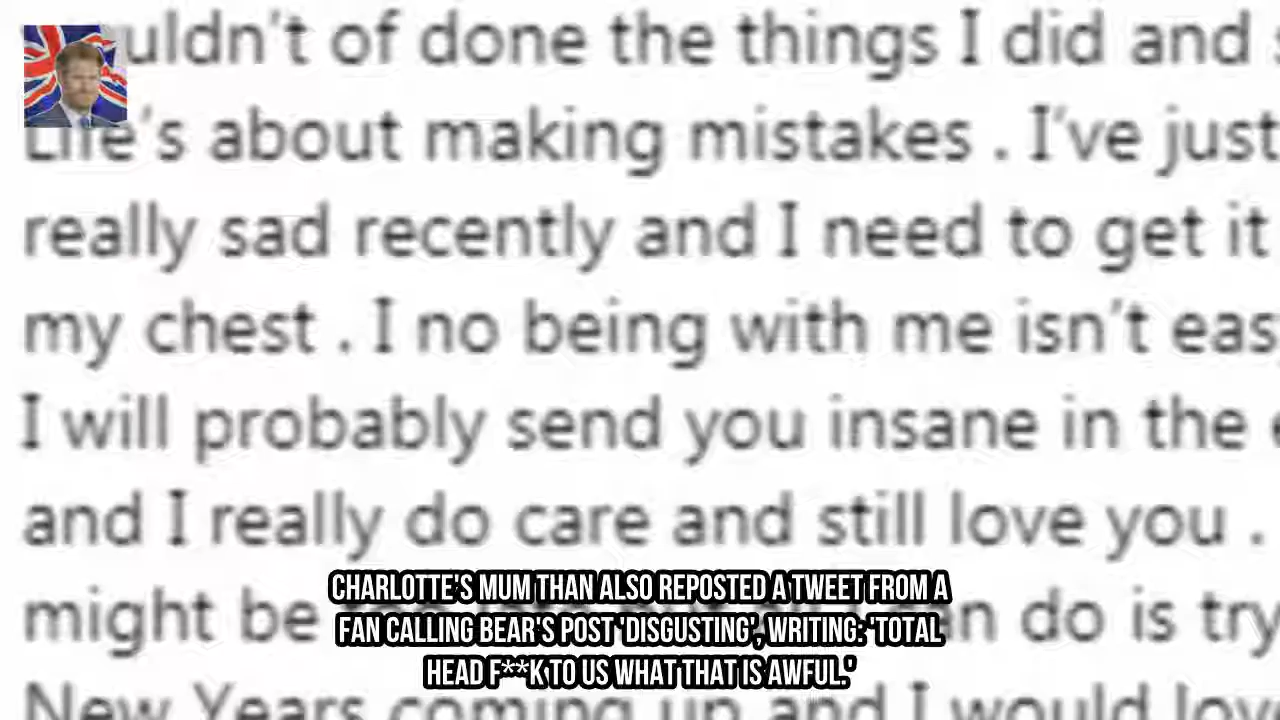 uldn't of done the things I did and
Life's about making mistakes . I've just
really sad recently and I need to get it
my chest . I no being with me isn't eas
I will probably send you insane in the
and I really do care and still love you .
might be do is try
New Years coming up and I would lov
CHARLOTTE'S MUM THAN ALSO REPOSTED A TWEET FROM A
FAN CALLING BEAR'S POST 'DISGUSTING', WRITING: 'TOTAL
HEAD F**K TO US WHAT THAT IS AWFUL.'